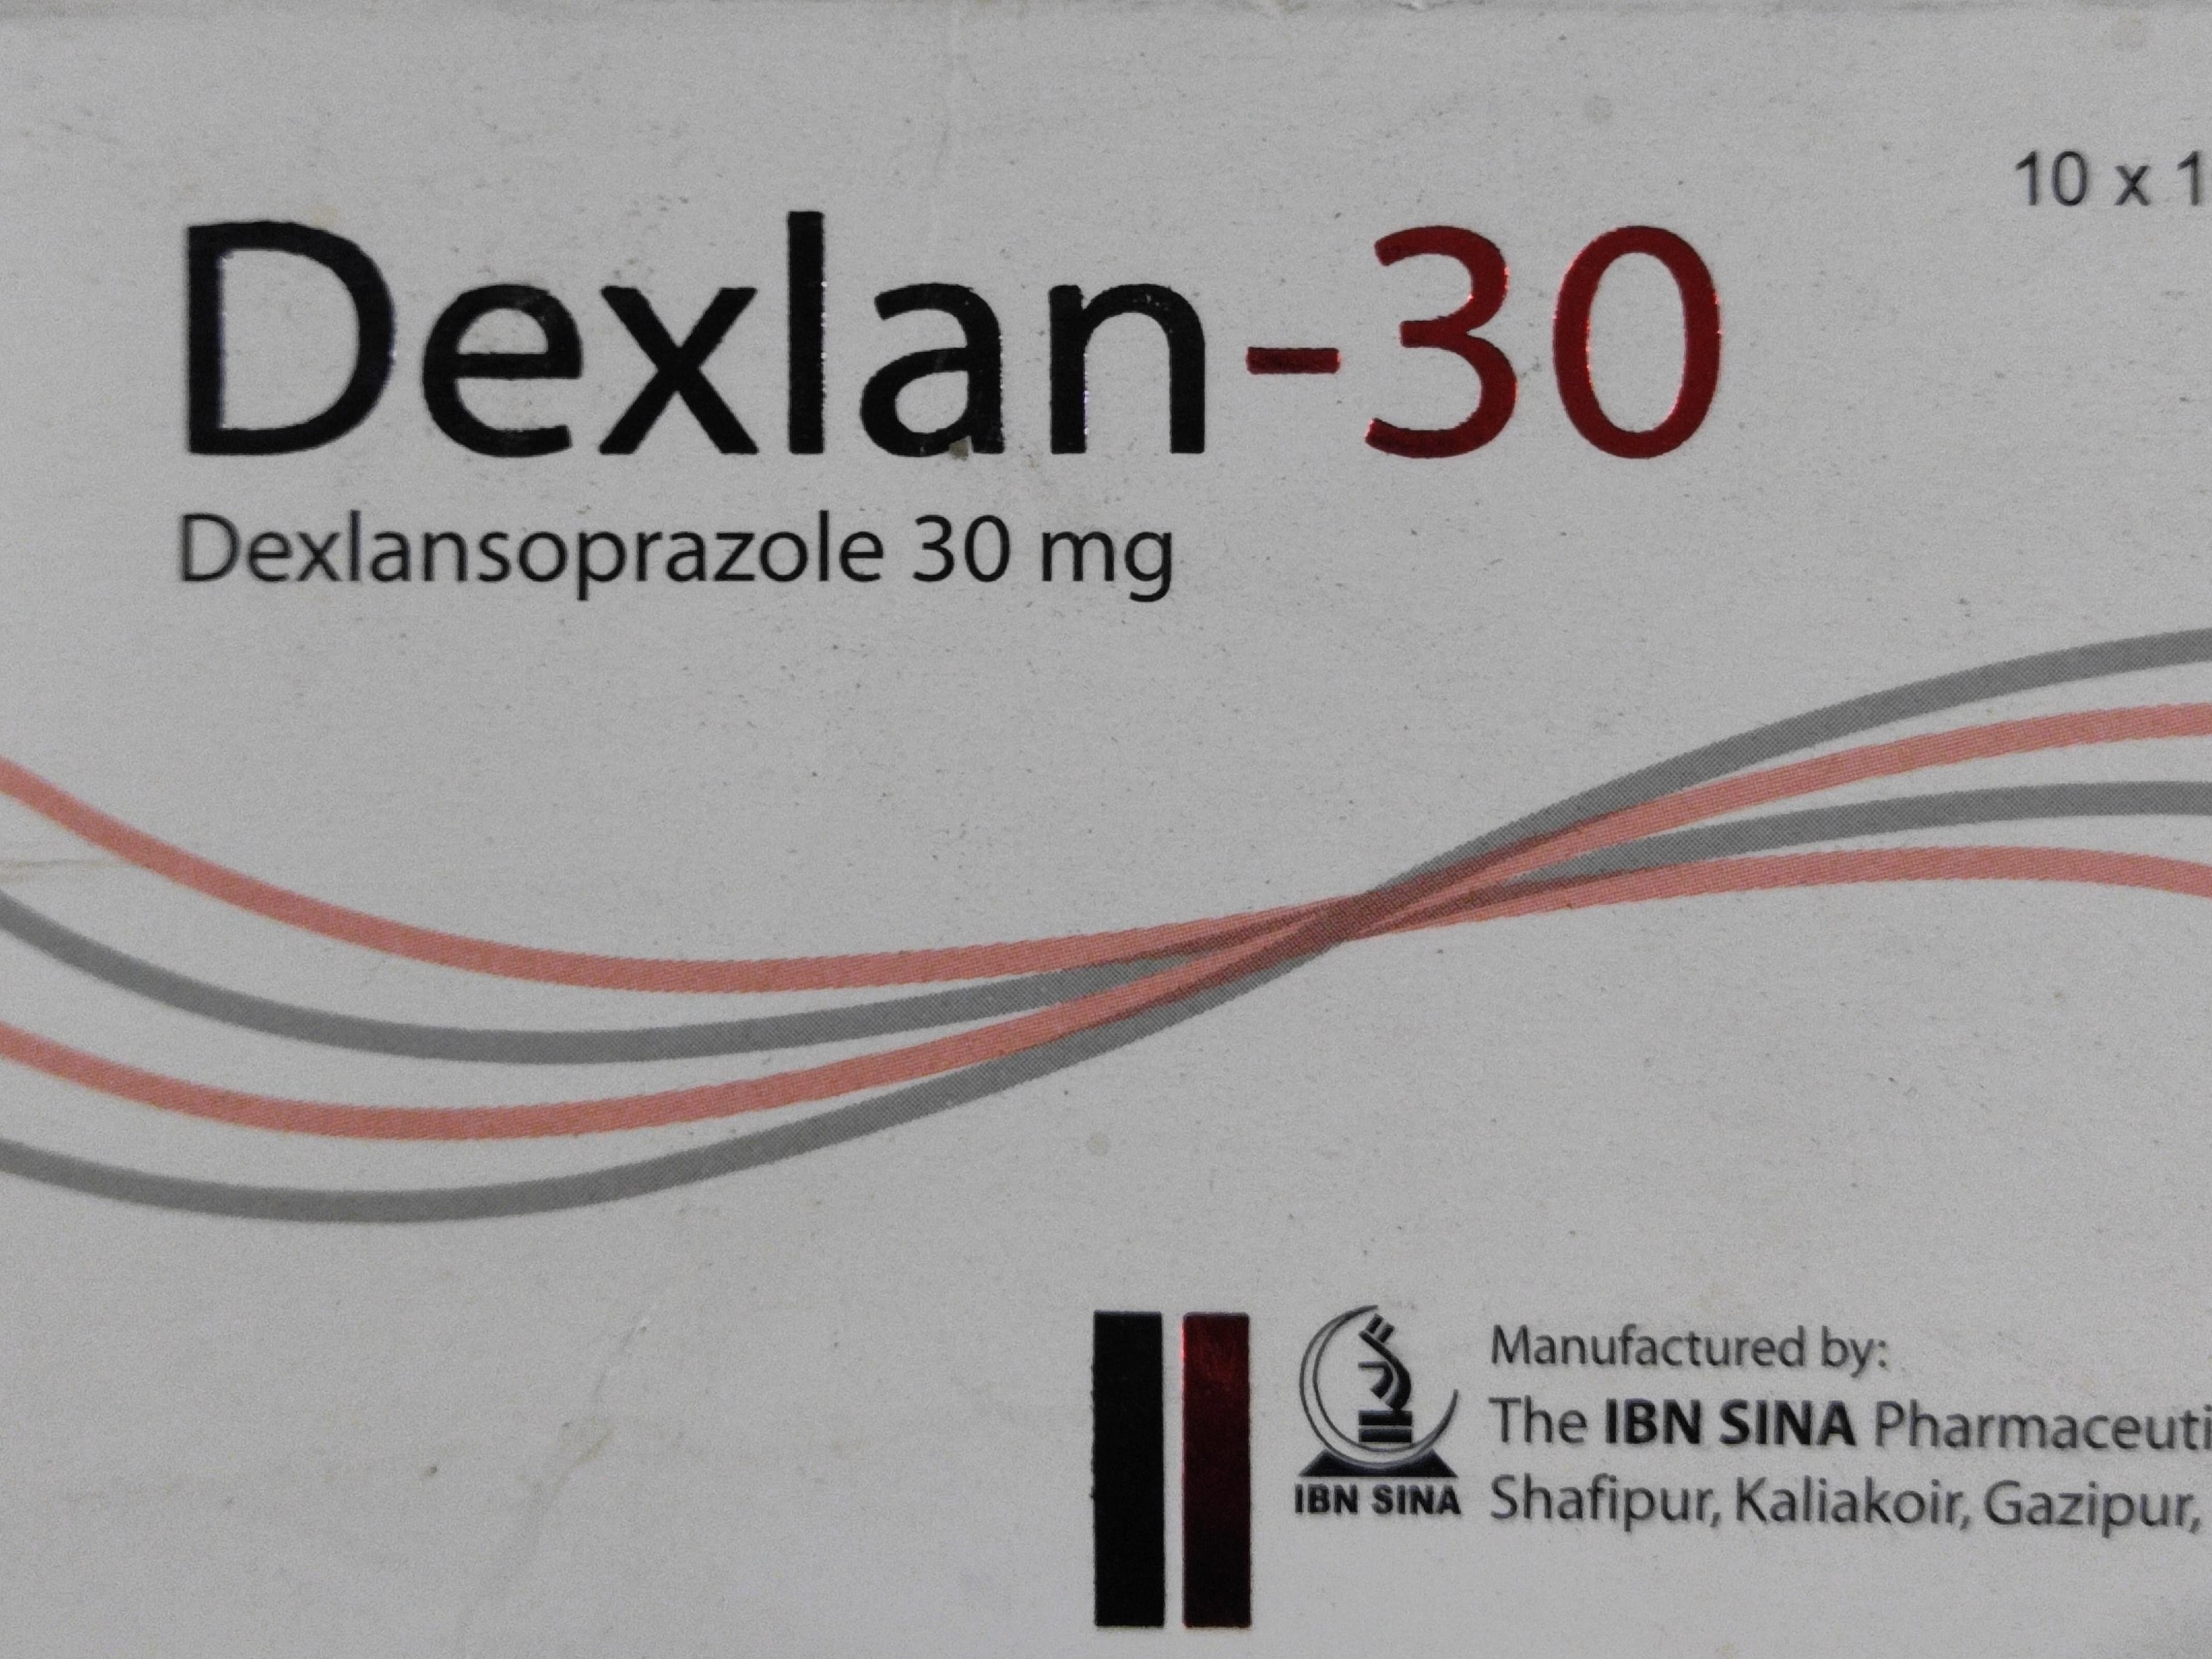 10 x 1
Dexlan-30
Dexlansoprazole 30 mg
Manufactured by:
The IBN SINA Pharmaceuti
Shafipur, Kaliakoir, Gazipur,
IBN SINA